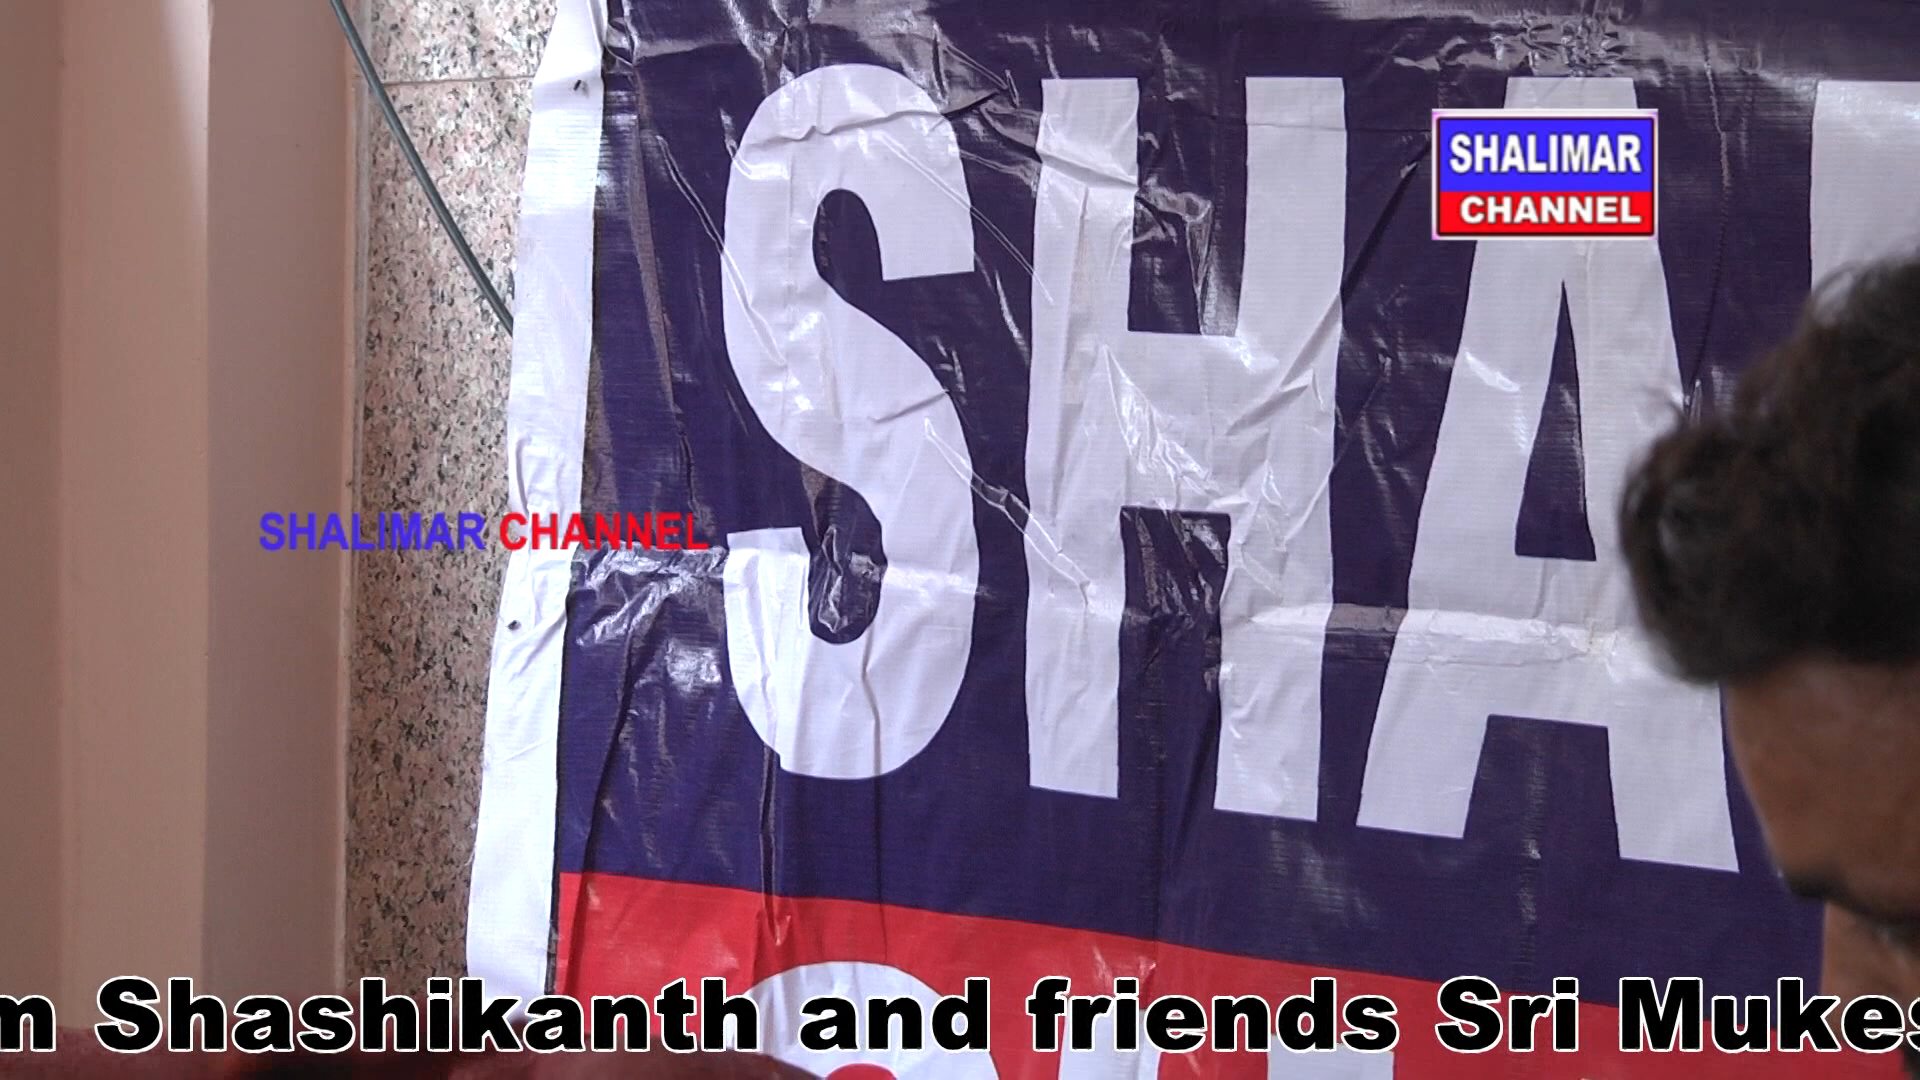 SHA
SHALIMAR
CHANNEL
SHALIMAR CHANNEL
Shashikanth and friends Sri